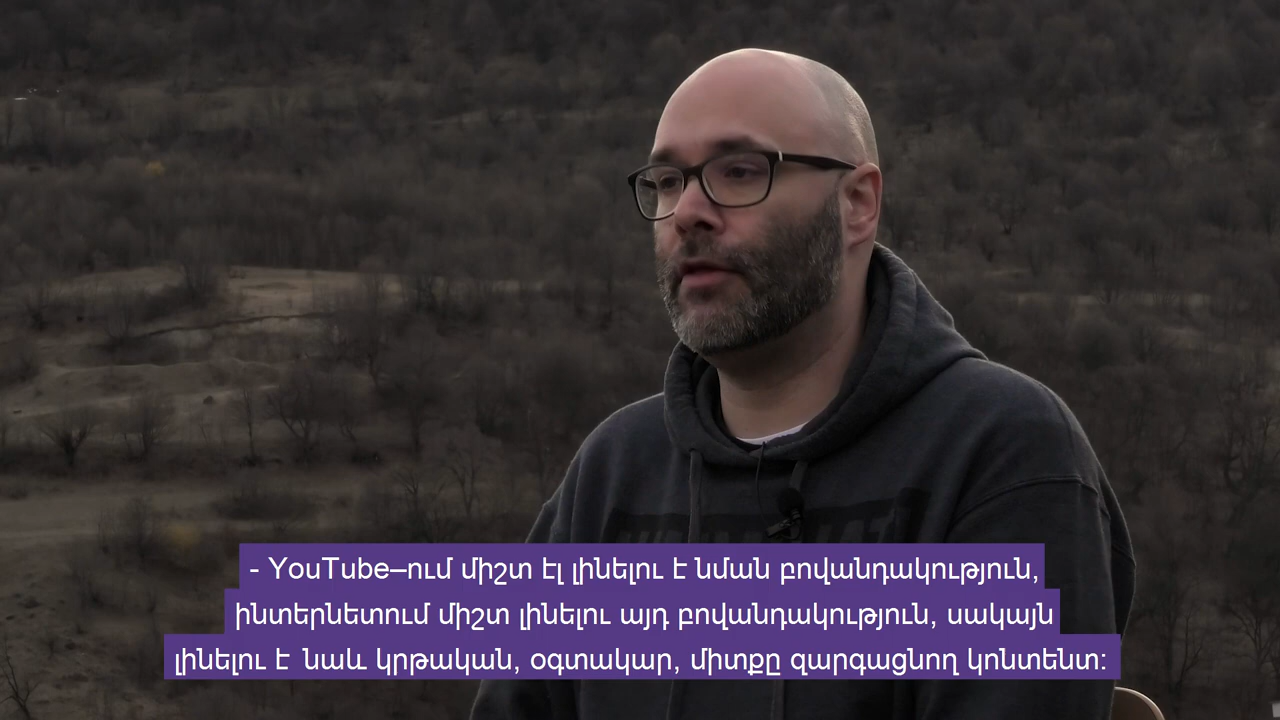 - YouTube–ում միշտ էլ լինելու է նման բովանդակություն,
ինտերնետում միշտ լինելու այդ բովանդակություն, սակայն
լինելու է նաև կրթական, օգտակար, միտքը զարգացնող կոնտենտ: